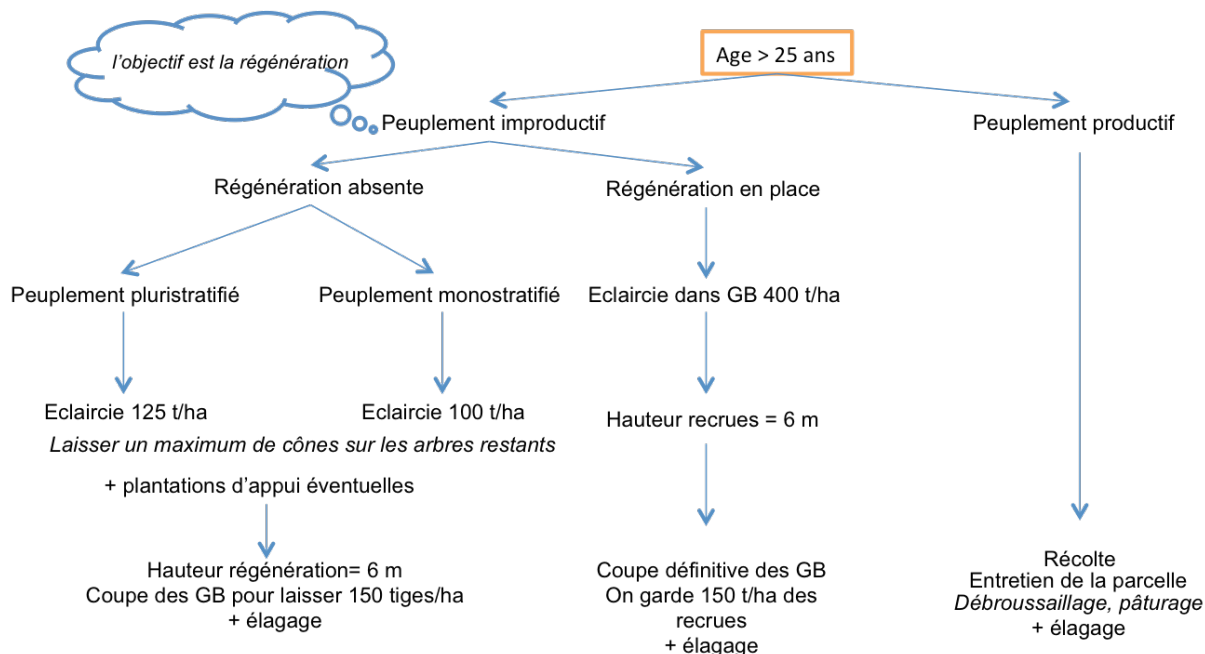 l'objectif est la régénération
Age > 25 ans
Peuplement improductif
Peuplement productif
Régénération absente
Régénération en place
Peuplement pluristratifié
Peuplement monostratifié
Eclaircie dans GB 400 t/ha
Eclaircie 125 t/ha
Eclaircie 100 t/ha
Laisser un maximum de cônes sur les arbres restants
+ plantations d'appui éventuelles
Hauteur recrues = 6 m
Hauteur régénération= 6 m
Coupe des GB pour laisser 150 tiges/ha
+ élagage
Coupe définitive des GB
On garde 150 t/ha des
recrues
+ élagage
Récolte
Entretien de la parcelle
Débroussaillage, pâturage
+ élagage